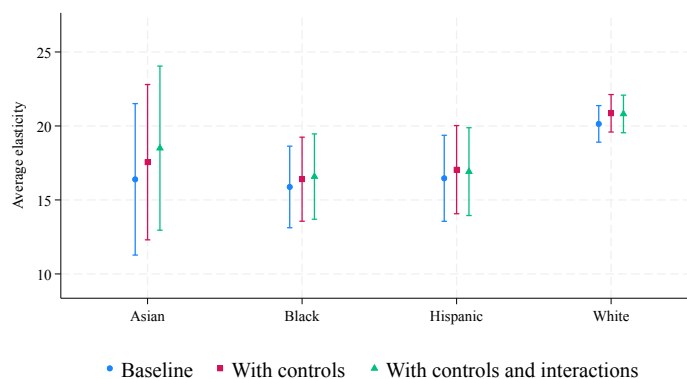 Average elasticity
25
20
15
10
Asian Black Hispanic White
Baseline With controls With controls and interactions